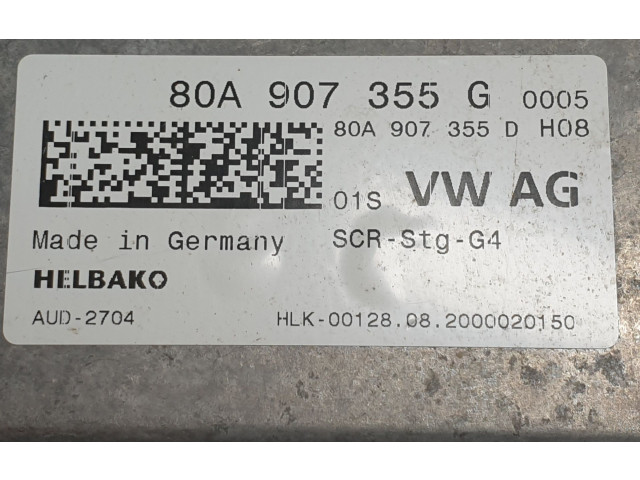 80A 907 355 G 0005
80A 907 355 D H08
01S VW AG
Made in Germany SCR-Stg-G4
HELBAKO
AUD-2704 HLK-00128.08.2000020150